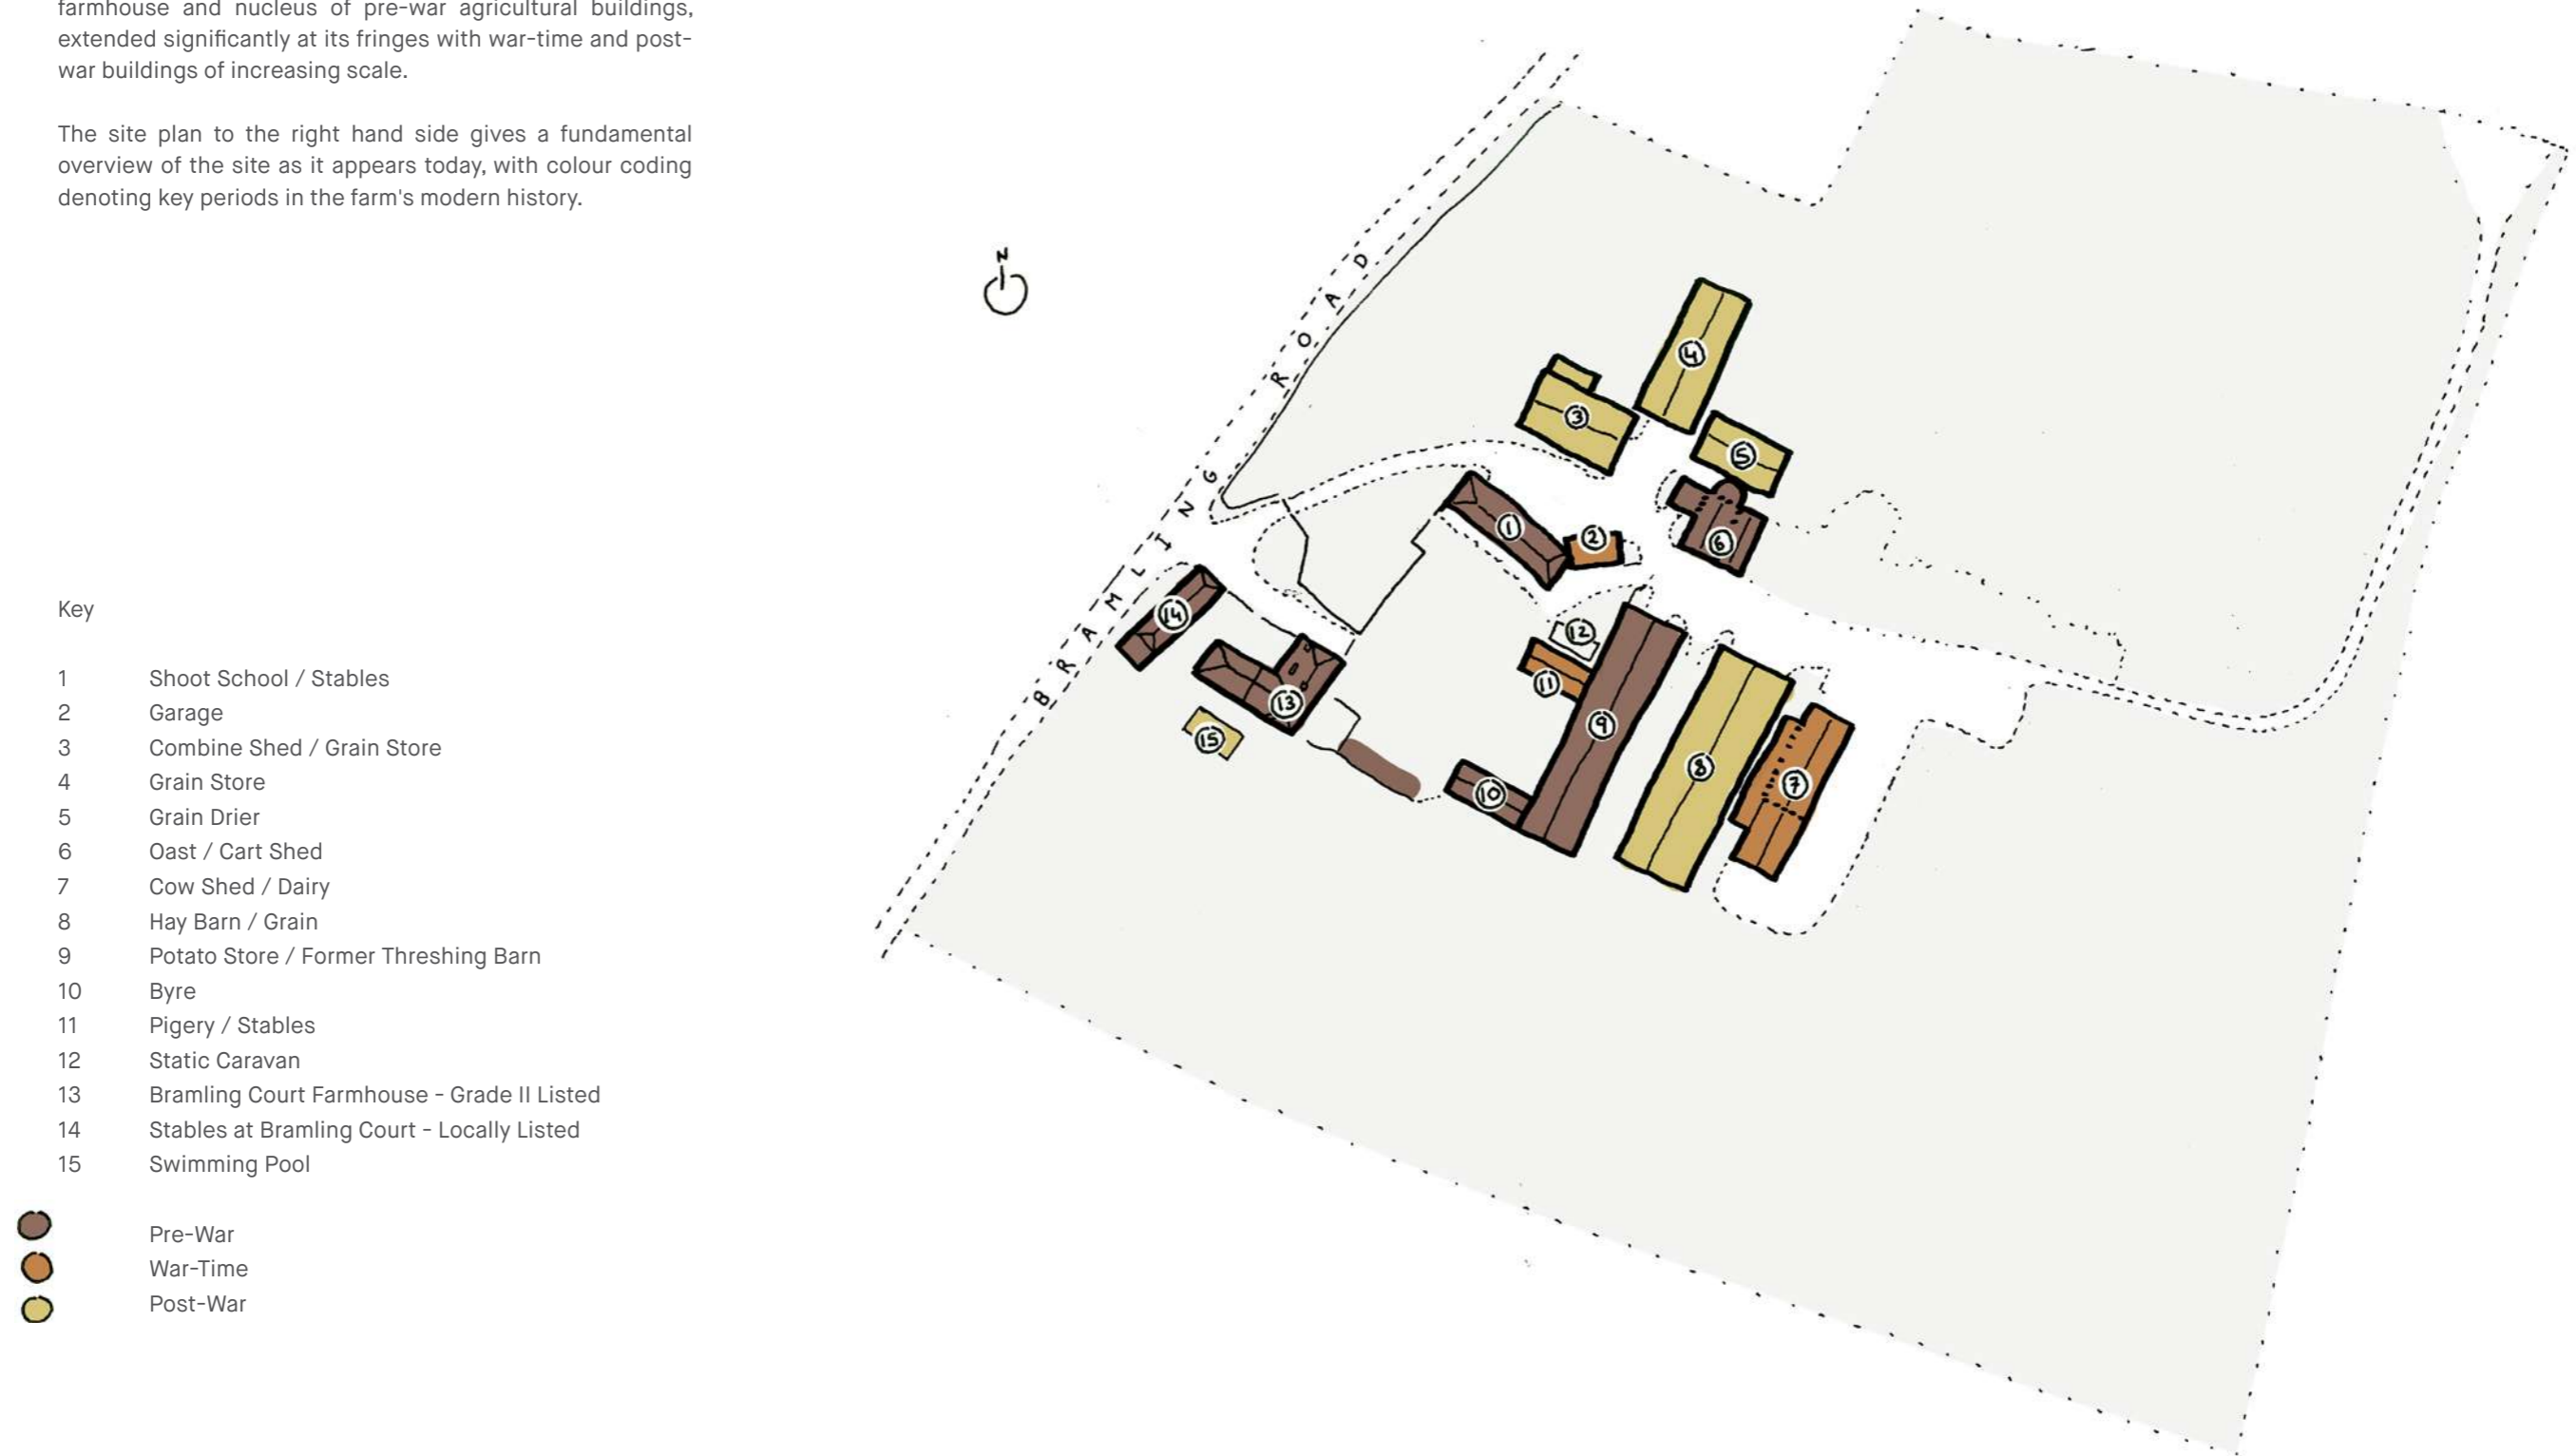 farmhouse and nucleus of pre-war agricultural buildings,
extended significantly at its fringes with war-time and post-
war buildings of increasing scale.
The site plan to the right hand side gives a fundamental
overview of the site as it appears today, with colour coding
denoting key periods in the farm's modern history.
Key
1 Shoot School / Stables
2 Garage
3 Combine Shed / Grain Store
4 Grain Store
5 Grain Drier
6 Oast / Cart Shed
7 Cow Shed / Dairy
8 Hay Barn / Grain
9 Potato Store / Former Threshing Barn
10 Byre
11 Pigery / Stables
12 Static Caravan
13 Bramling Court Farmhouse - Grade II Listed
14 Stables at Bramling Court - Locally Listed
15 Swimming Pool
Pre-War
War-Time
Post-War
N
BRAMLING ROAD
4
3
5
1
2
6
14
12
11
13
9
15
8
7
10